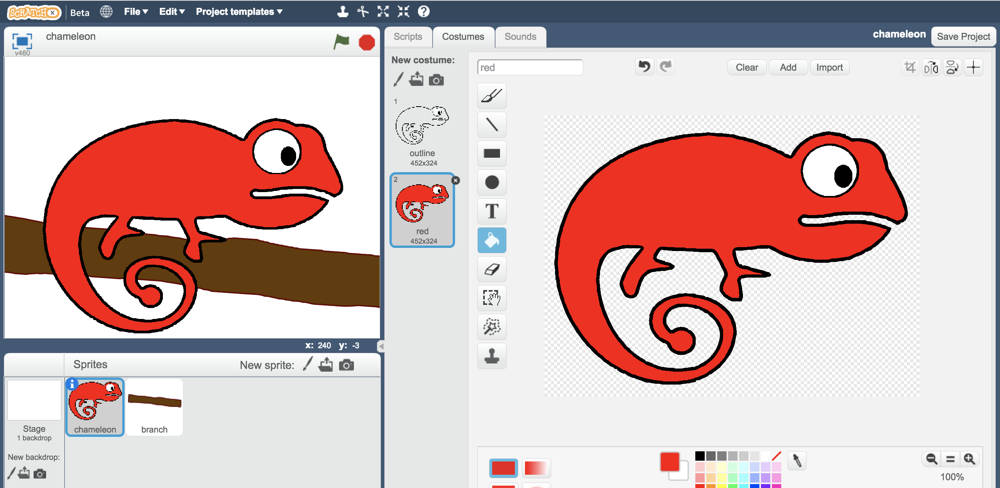 SCRATCHX Beta File Edit Project templates
chameleon
v460
Scripts Costumes Sounds
chameleon Save Project
New costume:
red
Clear Add Import
1
outline
452x324
2
red
452x324
T
x: 240 y: -3
Sprites New sprite:
Stage
1 backdrop
New backdrop:
chameleon
branch
100%